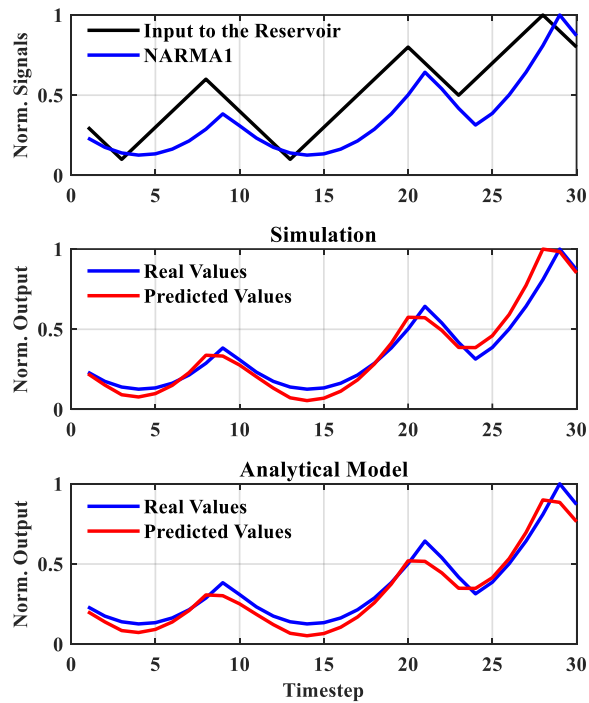 Norm. Signals
1
0.5
0
Input to the Reservoir
NARMA1
0 5 10 15 20 25 30
Simulation
Norm. Output
1
0.5
0
Real Values
Predicted Values
0 5 10 15 20 25 30
Analytical Model
Norm. Output
1
0.5
0
Real Values
Predicted Values
0 5 10 15 20 25 30
Timestep